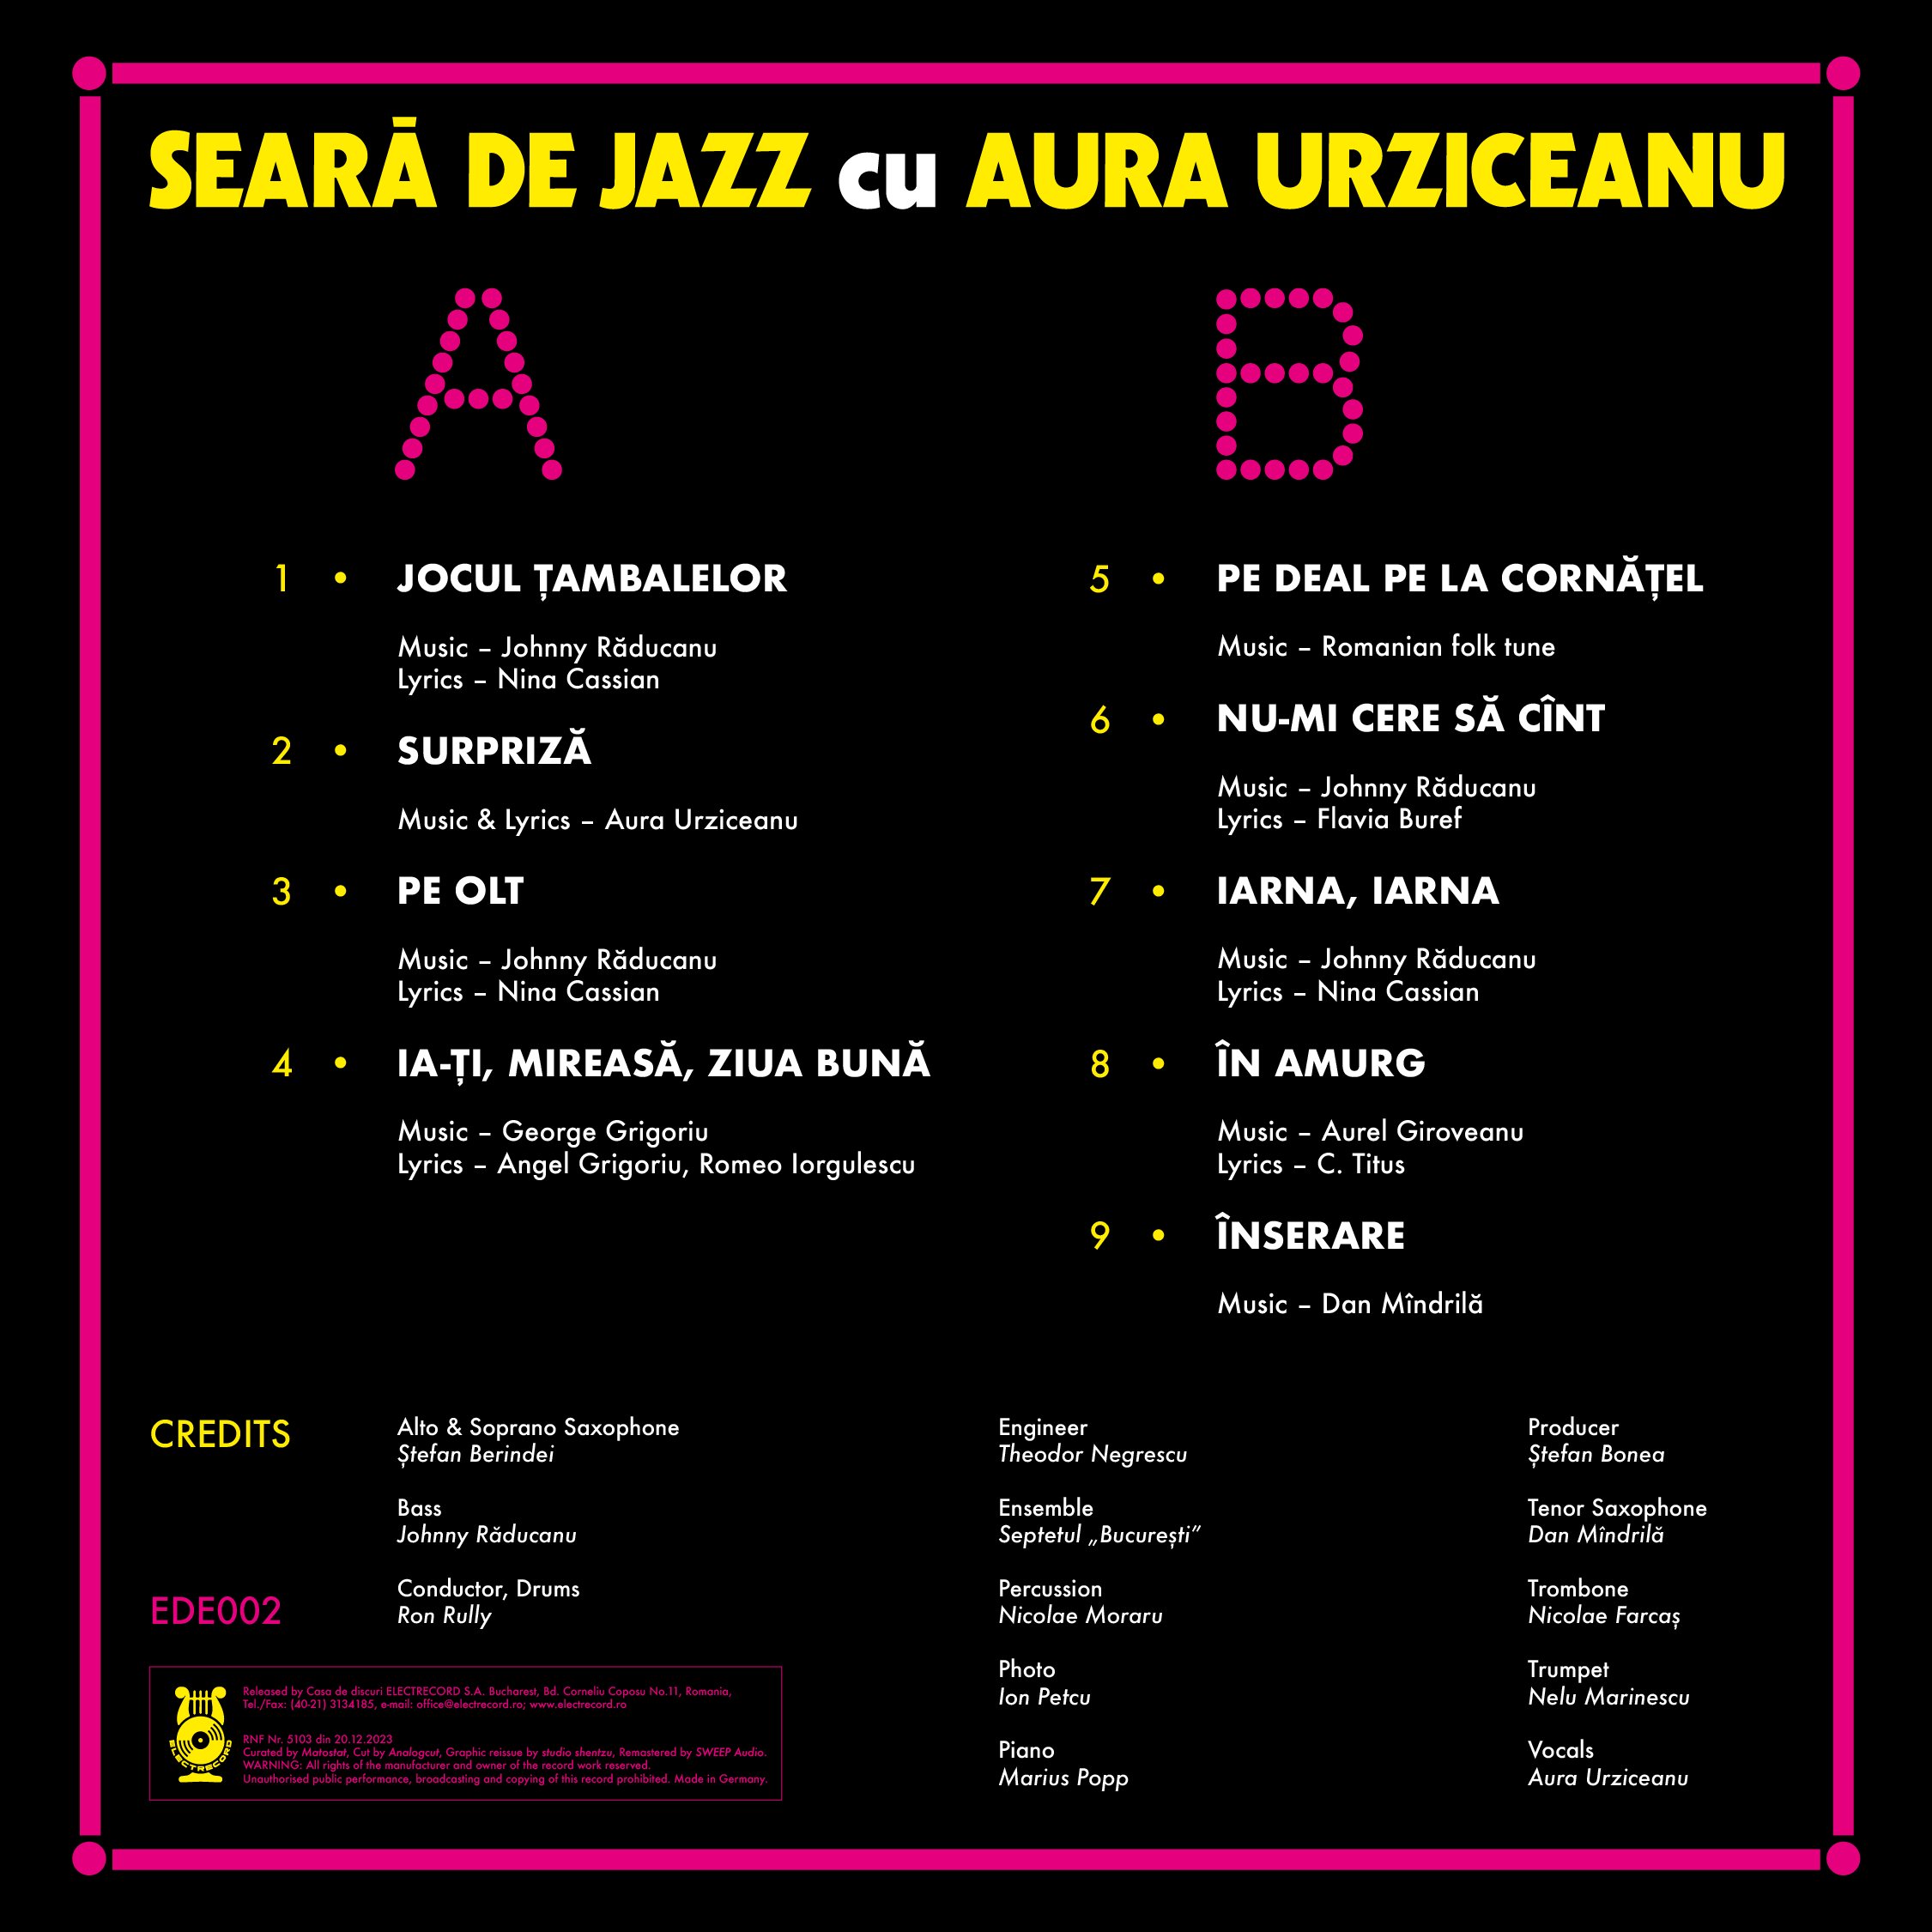 SEARĂ DE JAZZ cu AURA URZICEANU
A
1 • JOCUL ȚAMBALELOR
Music – Johnny Răducanu
Lyrics – Nina Cassian
2 • SURPRIZĂ
Music & Lyrics – Aura Urziceanu
3 • PE OLT
Music – Johnny Răducanu
Lyrics – Nina Cassian
4 • IA-ȚI, MIREASĂ, ZIUA BUNĂ
Music – George Grigoriu
Lyrics – Angel Grigoriu, Romeo Iorgulescu
B
5 • PE DEAL PE LA CORNĂȚEL
Music – Romanian folk tune
6 • NU-MI CERE SĂ CÎNT
Music – Johnny Răducanu
Lyrics – Flavia Buref
7 • IARNA, IARNA
Music – Johnny Răducanu
Lyrics – Nina Cassian
8 • ÎN AMURG
Music – Aurel Giroveanu
Lyrics – C. Titus
9 • ÎNSERARE
Music – Dan Mîndrilă
CREDITS
Alto & Soprano Saxophone
Ștefan Berindei
Bass
Johnny Răducanu
Conductor, Drums
Ron Rully
Engineer
Theodor Negrescu
Ensemble
Septetul „București”
Percussion
Nicolae Moraru
Photo
Ion Petcu
Piano
Marius Popp
Producer
Ștefan Bonea
Tenor Saxophone
Dan Mîndrilă
Trombone
Nicolae Farcaș
Trumpet
Nelu Marinescu
Vocals
Aura Urziceanu
EDE002
ELECTRECORD
Released by Casa de discuri ELECTRECORD S.A. Bucharest, Bd. Corneliu Coposu No.11, Romania,
Tel./Fax: (40-21) 3134185, e-mail: office@electrecord.ro; www.electrecord.ro
RNF Nr. 5103 din 20.12.2023
Curated by Matostat, Cut by Analogcut, Graphic reissue by studio shentzu, Remastered by SWEEP Audio.
WARNING: All rights of the manufacturer and owner of the record work reserved.
Unauthorised public performance, broadcasting and copying of this record prohibited. Made in Germany.